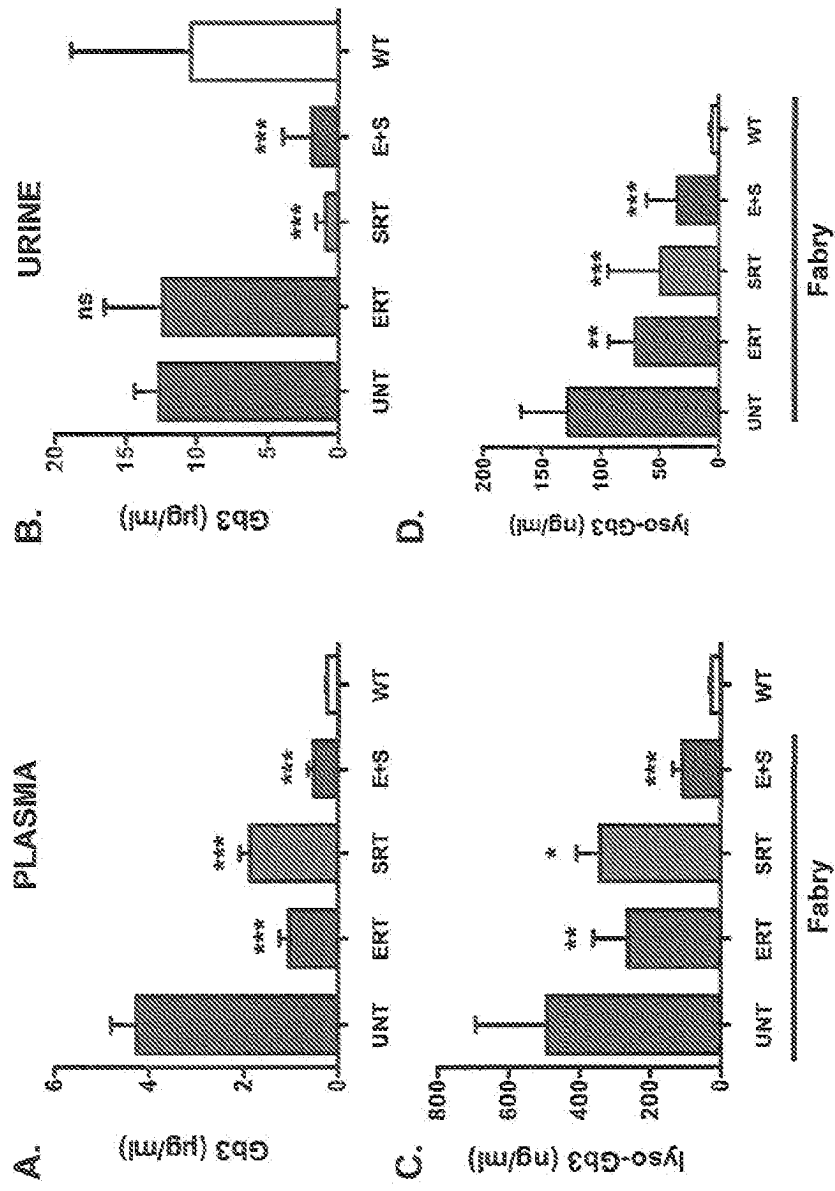 PLASMA
A.
Gb3 (µg/ml)
6
4
2
0
***
***
***
UNT
ERT
SRT
E+S
WT
URINE
B.
Gb3 (µg/ml)
20
15
10
5
0
ns
***
***
UNT
ERT
SRT
E+S
WT
C.
lyso-Gb3 (ng/ml)
800
600
400
200
0
**
*
***
UNT
ERT
SRT
E+S
WT
Fabry
D.
lyso-Gb3 (ng/ml)
200
150
100
50
0
**
***
***
UNT
ERT
SRT
E+S
WT
Fabry